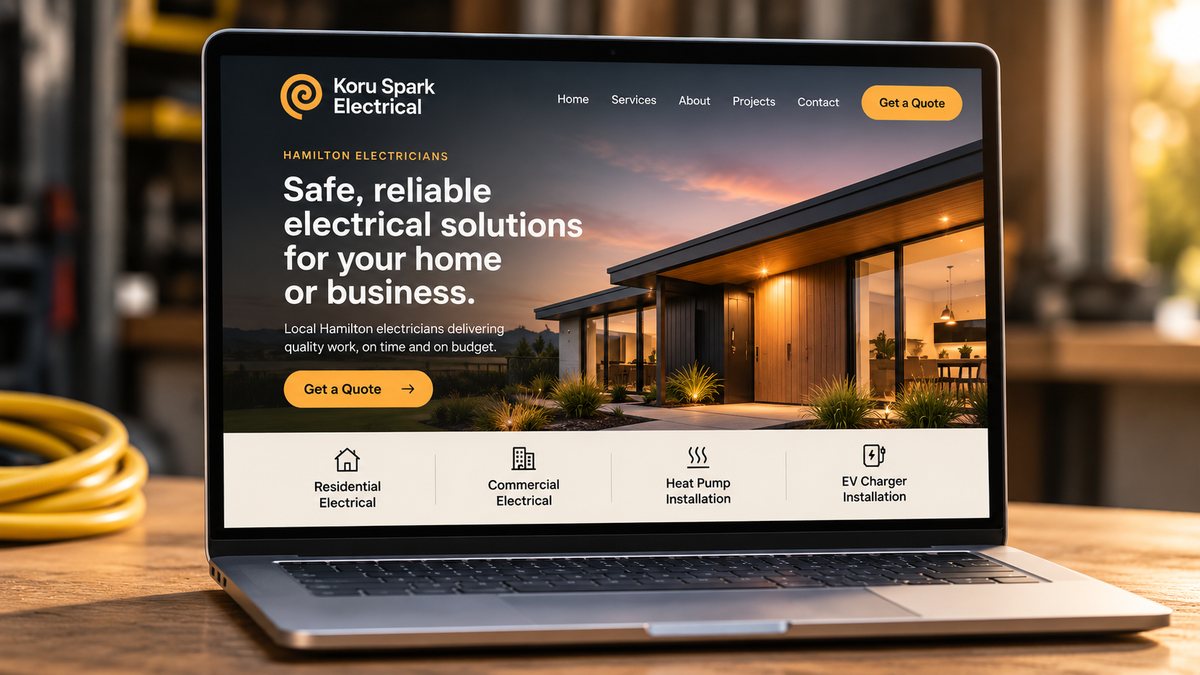 Koru Spark
Electrical
Home
Services
About
Projects
Contact
Get a Quote
HAMILTON ELECTRICIANS
Safe, reliable
electrical solutions
for your home
or business.
Local Hamilton electricians delivering
quality work, on time and on budget.
Get a Quote →
Residential
Electrical
Commercial
Electrical
Heat Pump
Installation
EV Charger
Installation